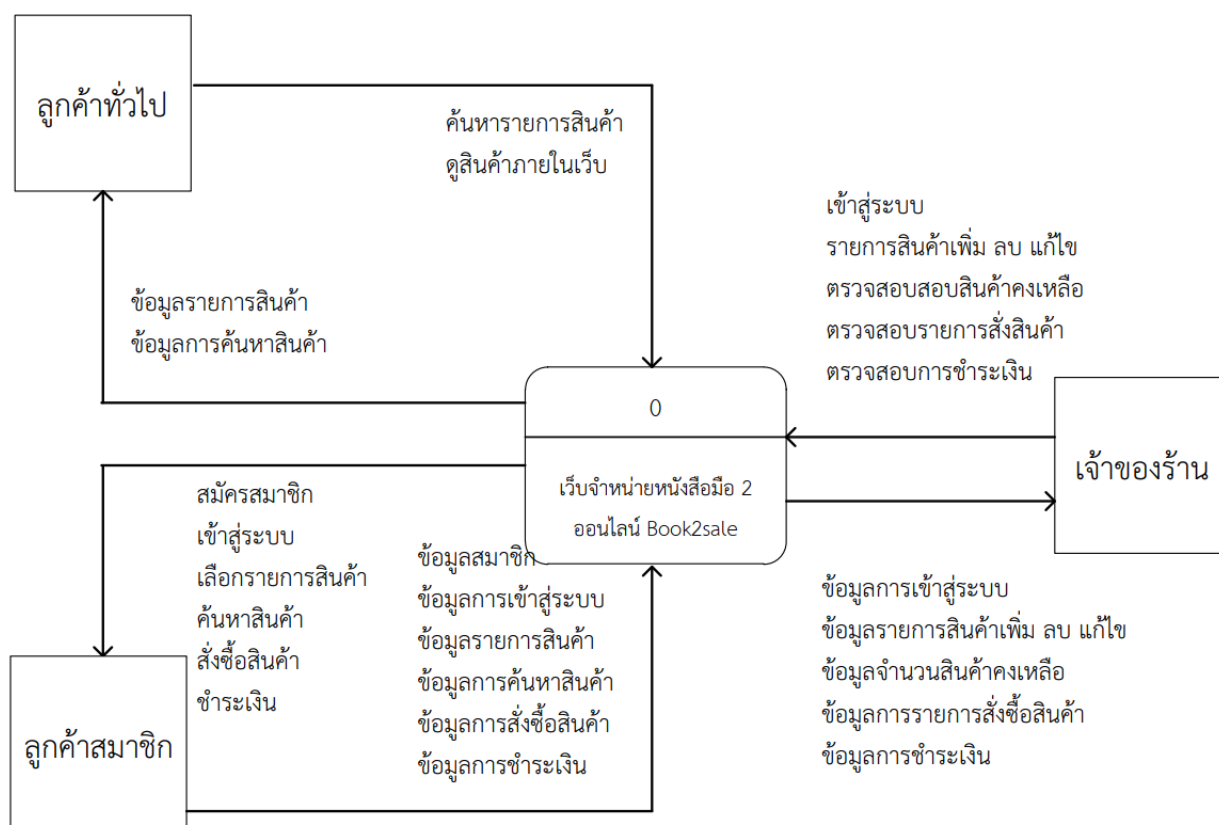 ลูกค้าทั่วไป
ค้นหารายการสินค้า
ดูสินค้าภายในเว็บ
ข้อมูลรายการสินค้า
ข้อมูลการค้นหาสินค้า
เข้าสู่ระบบ
รายการสินค้าเพิ่ม ลบ แก้ไข
ตรวจสอบสอบสินค้าคงเหลือ
ตรวจสอบรายการสั่งสินค้า
ตรวจสอบการชำระเงิน
0
เว็บจำหน่ายหนังสือมือ 2
ออนไลน์ Book2sale
เจ้าของร้าน
สมัครสมาชิก
เข้าสู่ระบบ
เลือกรายการสินค้า
ค้นหาสินค้า
สั่งซื้อสินค้า
ชำระเงิน
ข้อมูลสมาชิก
ข้อมูลการเข้าสู่ระบบ
ข้อมูลรายการสินค้า
ข้อมูลการค้นหาสินค้า
ข้อมูลการสั่งซื้อสินค้า
ข้อมูลการชำระเงิน
ข้อมูลการเข้าสู่ระบบ
ข้อมูลรายการสินค้าเพิ่ม ลบ แก้ไข
ข้อมูลจำนวนสินค้าคงเหลือ
ข้อมูลการรายการสั่งซื้อสินค้า
ข้อมูลการชำระเงิน
ลูกค้าสมาชิก